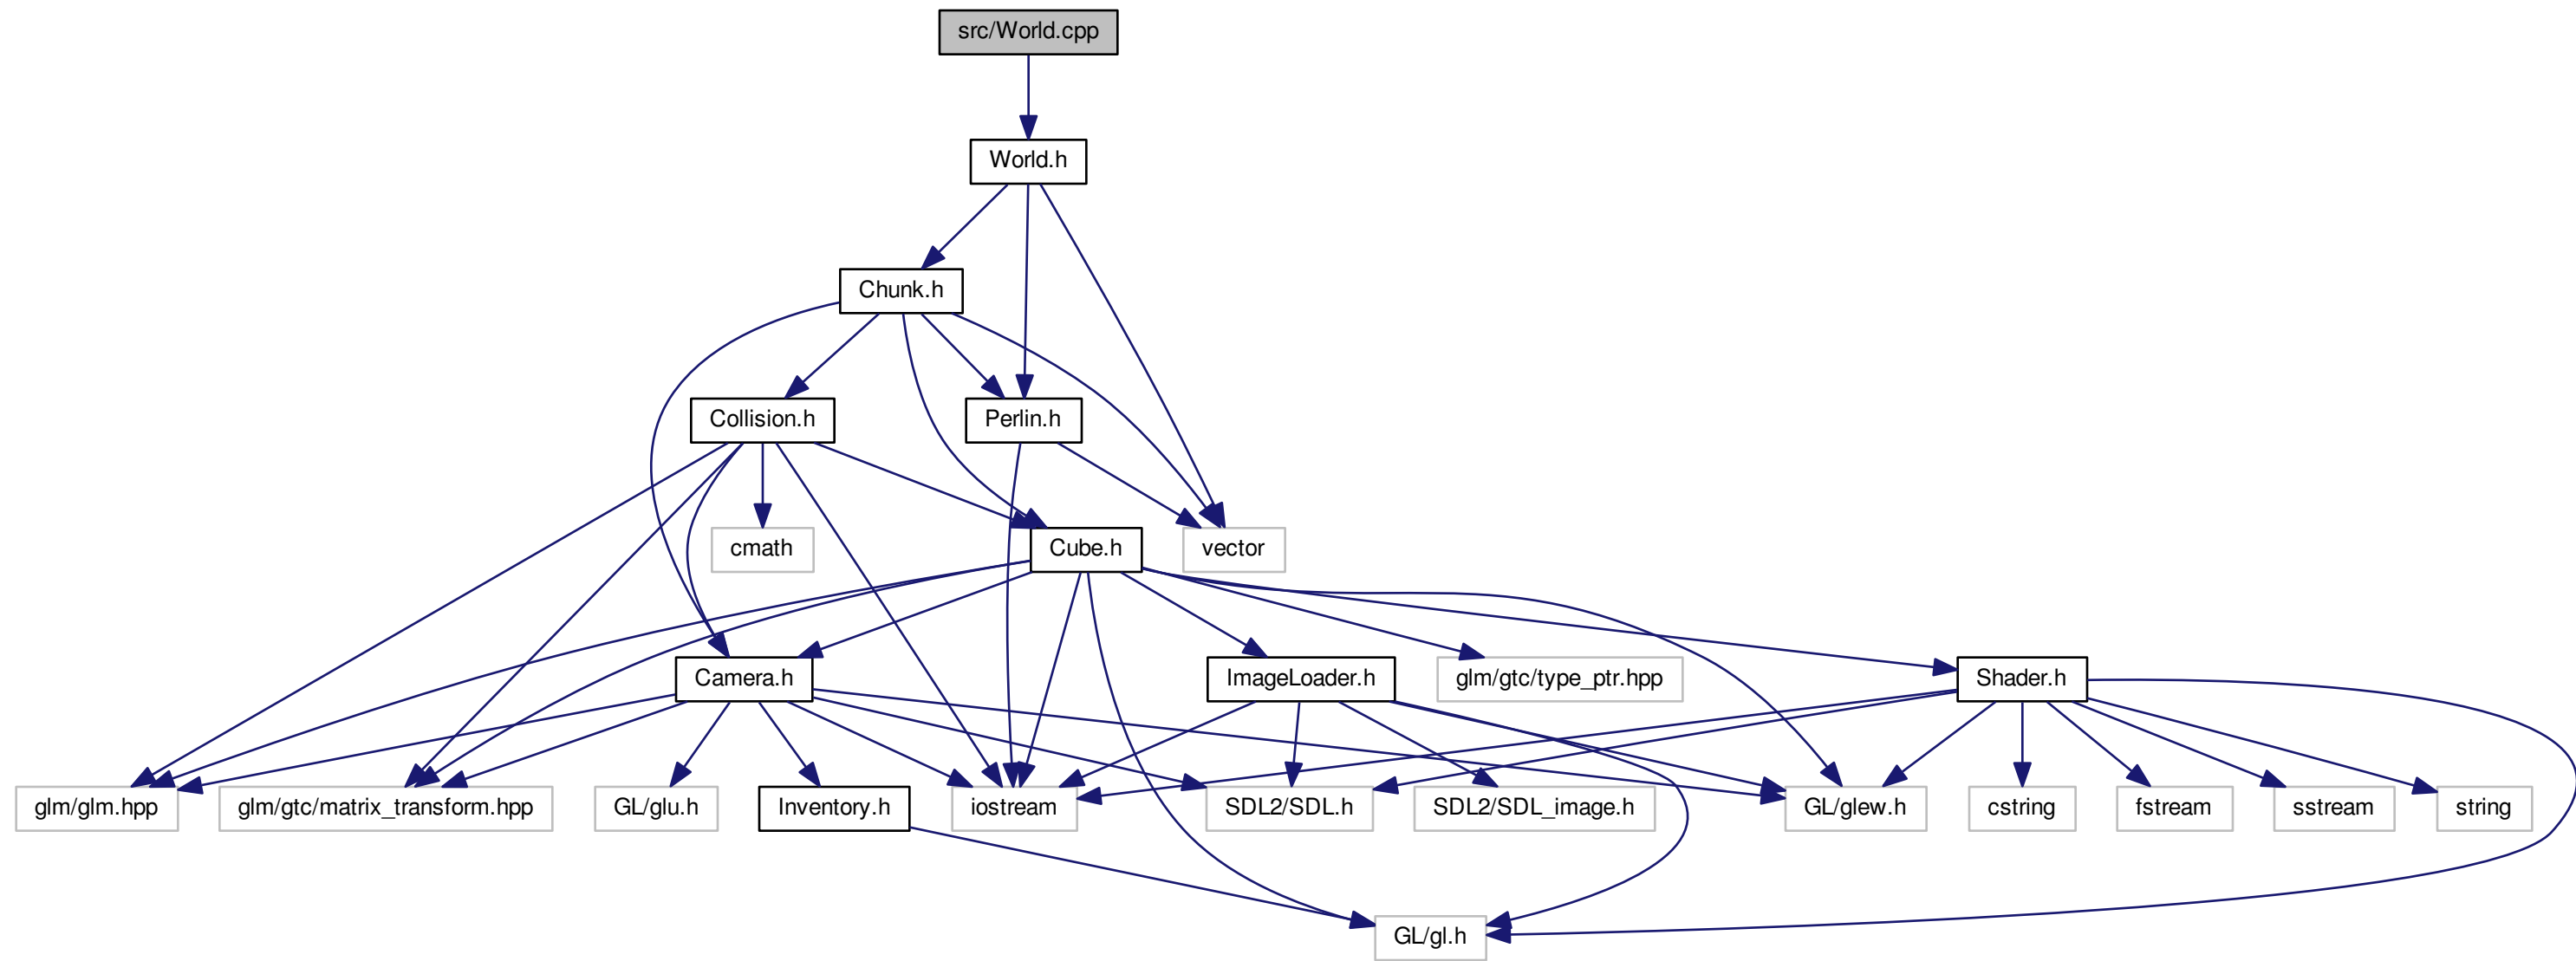 src/World.cpp
World.h
Chunk.h
Collision.h
Perlin.h
cmath
Cube.h
vector
Camera.h
ImageLoader.h
glm/gtc/type_ptr.hpp
Shader.h
glm/glm.hpp
glm/gtc/matrix_transform.hpp
GL/glu.h
Inventory.h
iostream
SDL2/SDL.h
SDL2/SDL_image.h
GL/glew.h
cstring
fstream
sstream
string
GL/gl.h